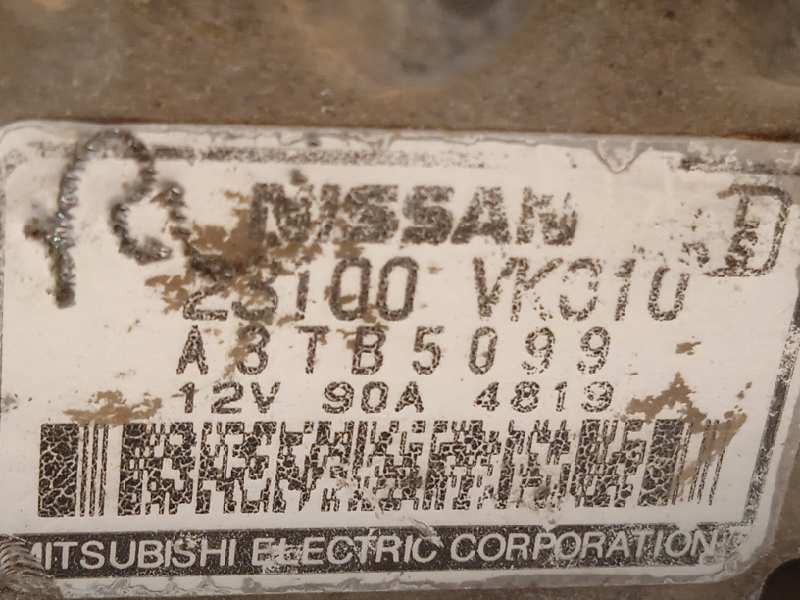 NISSAN
23100 VK010
A3TB5099
12V 90A 4819
MITSUBISHI ELECTRIC CORPORATION